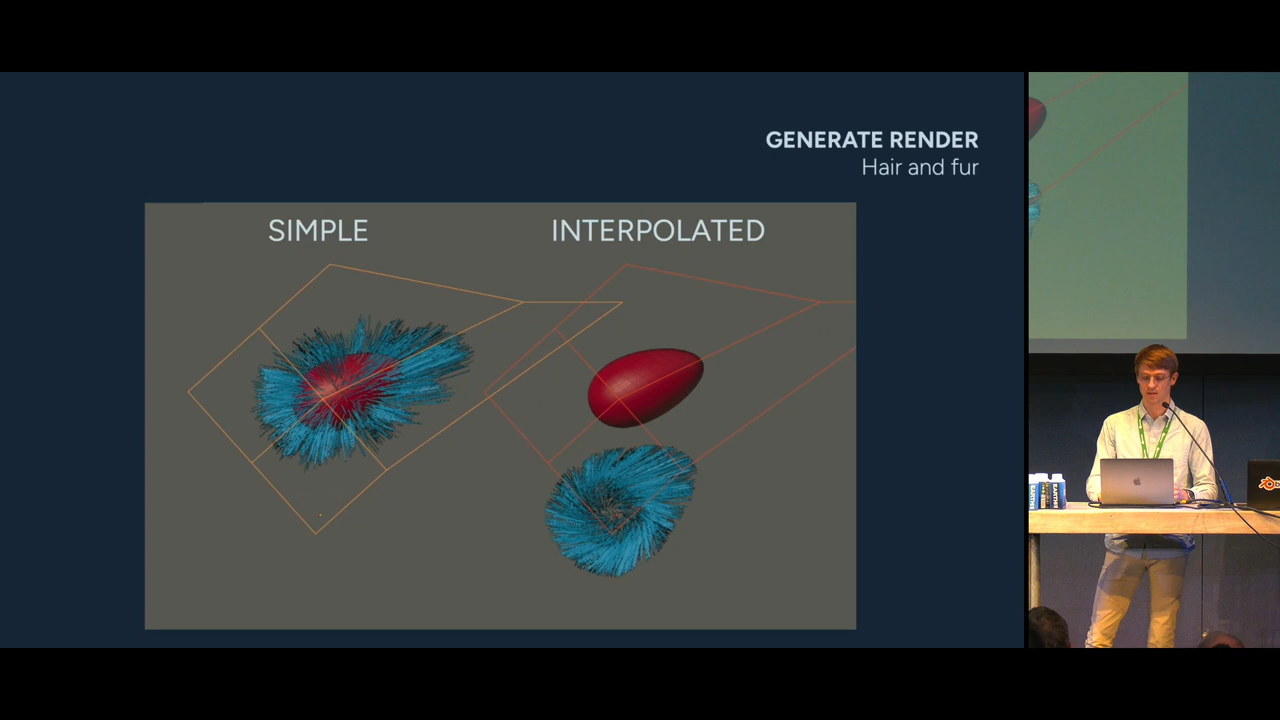 GENERATE RENDER
Hair and fur
SIMPLE
INTERPOLATED